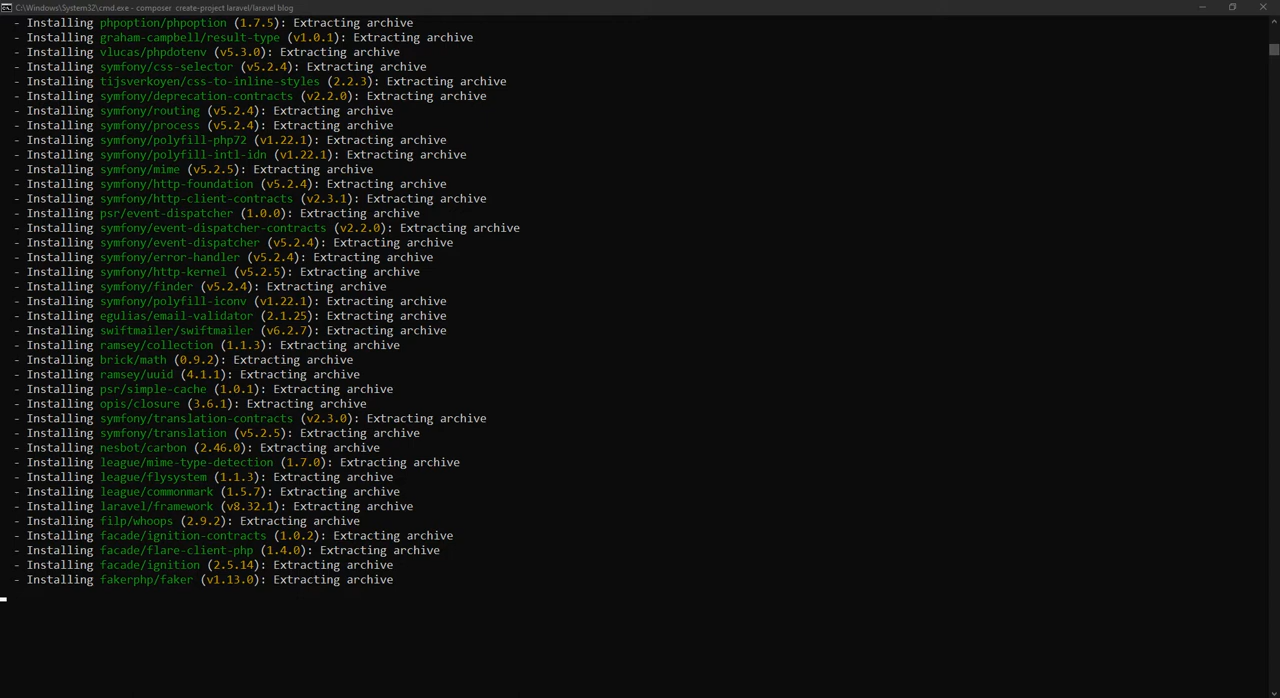 C:\Windows\System32\cmd.exe - composer create-project laravel/laravel blog
- Installing phpoption/phpoption (1.7.5): Extracting archive
- Installing graham-campbell/result-type (v1.0.1): Extracting archive
- Installing vlucas/phpdotenv (v5.3.0): Extracting archive
- Installing symfony/css-selector (v5.2.4): Extracting archive
- Installing tijsverkoyen/css-to-inline-styles (2.2.3): Extracting archive
- Installing symfony/deprecation-contracts (v2.2.0): Extracting archive
- Installing symfony/routing (v5.2.4): Extracting archive
- Installing symfony/process (v5.2.4): Extracting archive
- Installing symfony/polyfill-php72 (v1.22.1): Extracting archive
- Installing symfony/polyfill-intl-idn (v1.22.1): Extracting archive
- Installing symfony/mime (v5.2.5): Extracting archive
- Installing symfony/http-foundation (v5.2.4): Extracting archive
- Installing symfony/http-client-contracts (v2.3.1): Extracting archive
- Installing psr/event-dispatcher (1.0.0): Extracting archive
- Installing symfony/event-dispatcher-contracts (v2.2.0): Extracting archive
- Installing symfony/event-dispatcher (v5.2.4): Extracting archive
- Installing symfony/error-handler (v5.2.4): Extracting archive
- Installing symfony/http-kernel (v5.2.5): Extracting archive
- Installing symfony/finder (v5.2.4): Extracting archive
- Installing symfony/polyfill-iconv (v1.22.1): Extracting archive
- Installing egulias/email-validator (2.1.25): Extracting archive
- Installing swiftmailer/swiftmailer (v6.2.7): Extracting archive
- Installing ramsey/collection (1.1.3): Extracting archive
- Installing brick/math (0.9.2): Extracting archive
- Installing ramsey/uuid (4.1.1): Extracting archive
- Installing psr/simple-cache (1.0.1): Extracting archive
- Installing opis/closure (3.6.1): Extracting archive
- Installing symfony/translation-contracts (v2.3.0): Extracting archive
- Installing symfony/translation (v5.2.5): Extracting archive
- Installing nesbot/carbon (2.46.0): Extracting archive
- Installing league/mime-type-detection (1.7.0): Extracting archive
- Installing league/flysystem (1.1.3): Extracting archive
- Installing league/commonmark (1.5.7): Extracting archive
- Installing laravel/framework (v8.32.1): Extracting archive
- Installing filp/whoops (2.9.2): Extracting archive
- Installing facade/ignition-contracts (1.0.2): Extracting archive
- Installing facade/flare-client-php (1.4.0): Extracting archive
- Installing facade/ignition (2.5.14): Extracting archive
- Installing fakerphp/faker (v1.13.0): Extracting archive